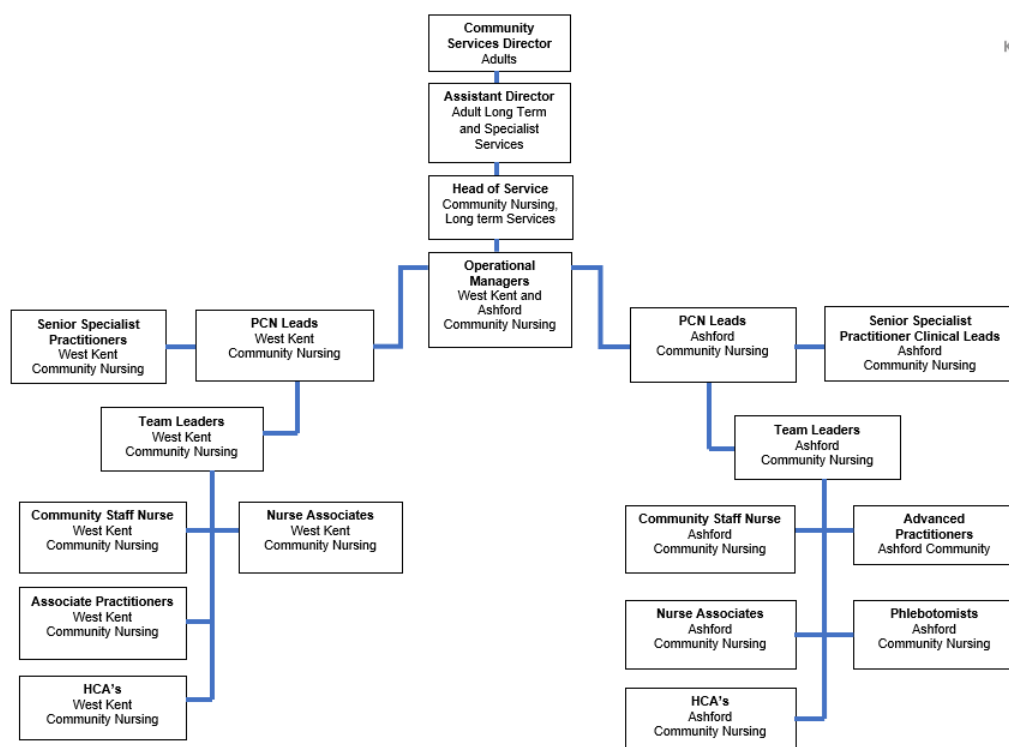 Community
Services Director
Adults
K
Assistant Director
Adult Long Term
and Specialist
Services
Head of Service
Community Nursing,
Long term Services
Operational
Managers
West Kent and
Ashford
Community Nursing
Senior Specialist
Practitioners
West Kent
Community Nursing
PCN Leads
West Kent
Community Nursing
PCN Leads
Ashford
Community Nursing
Senior Specialist
Practitioner Clinical Leads
Ashford
Community Nursing
Team Leaders
West Kent
Community Nursing
Team Leaders
Ashford
Community Nursing
Community Staff Nurse
West Kent
Community Nursing
Nurse Associates
West Kent
Community Nursing
Community Staff Nurse
Ashford
Community Nursing
Advanced
Practitioners
Ashford Community
Associate Practitioners
West Kent
Community Nursing
Nurse Associates
Ashford
Community Nursing
Phlebotomists
Ashford
Community Nursing
HCA's
West Kent
Community Nursing
HCA's
Ashford
Community Nursing